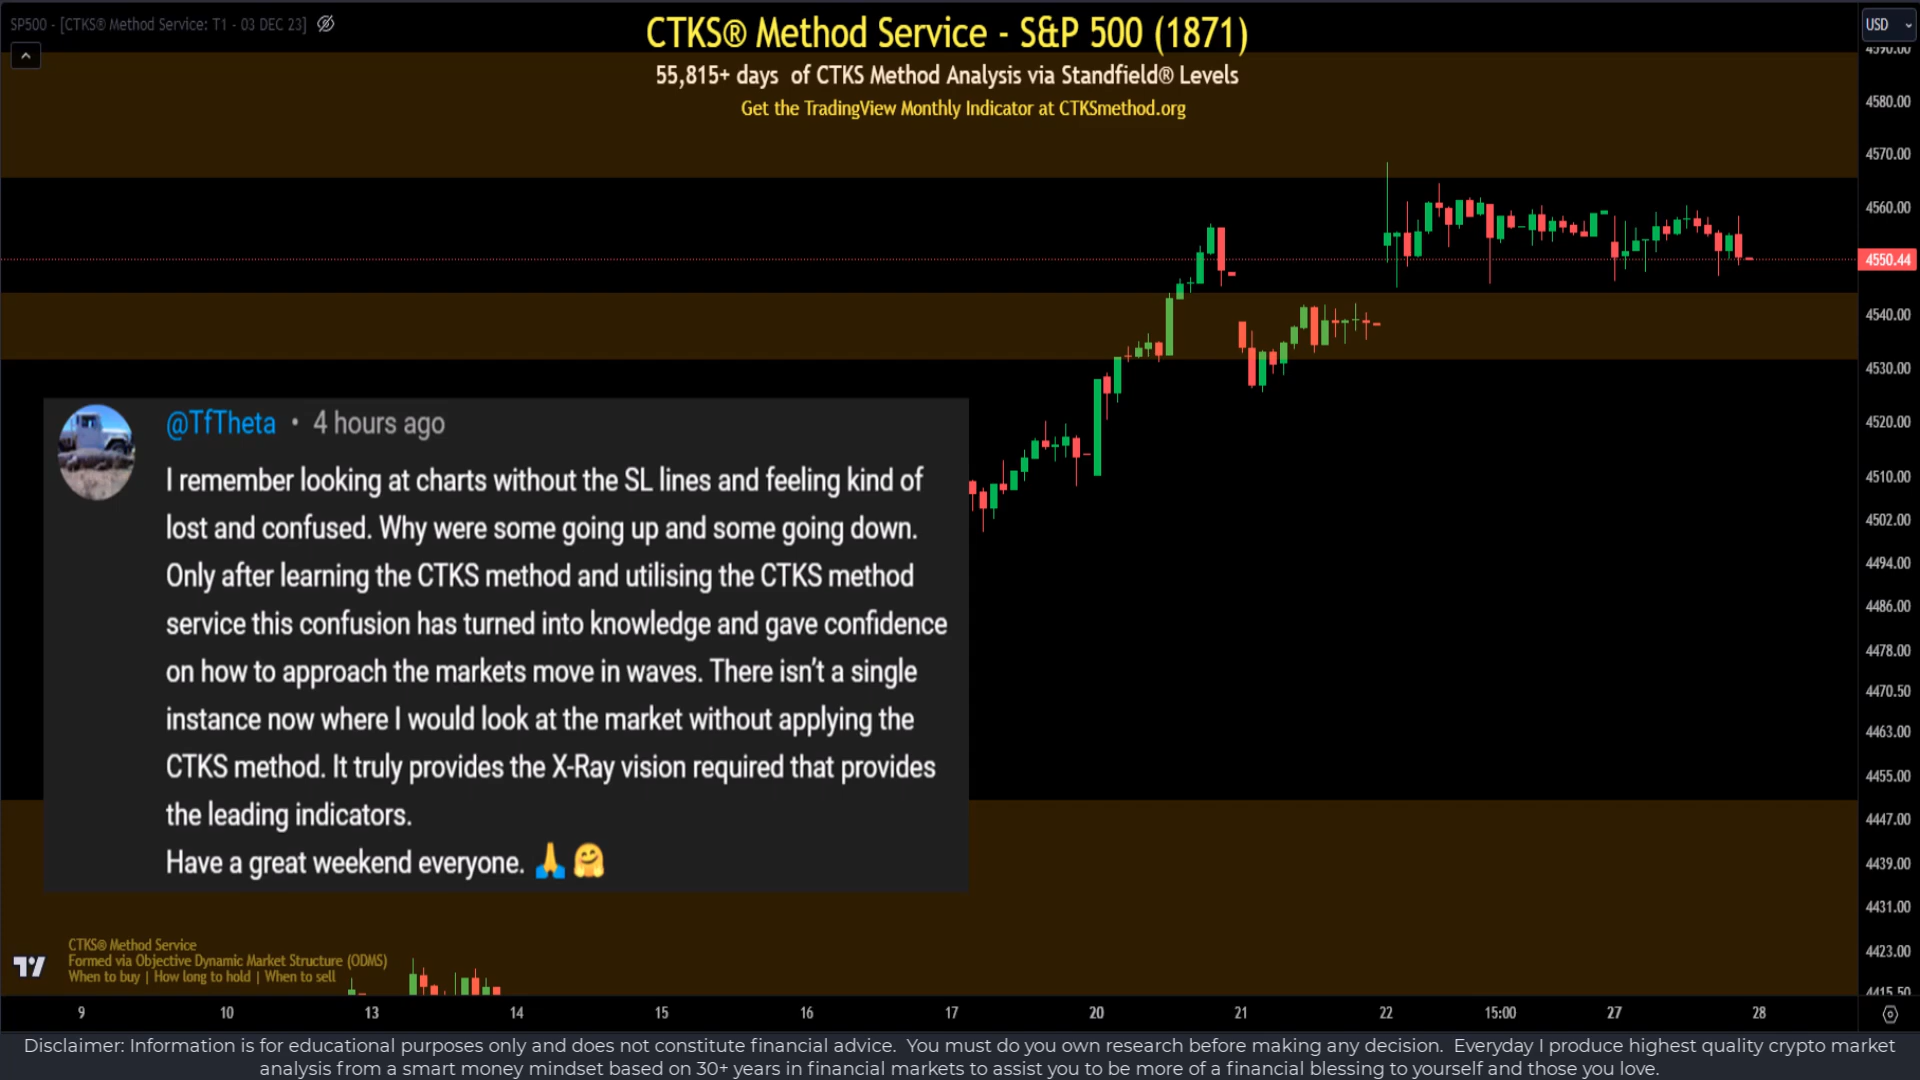 SP500 - [CTKS® Method Service: T1 - 03 DEC 23]
CTKS® Method Service - S&P 500 (1871)
55,815+ days of CTKS Method Analysis via Standfield® Levels
Get the TradingView Monthly Indicator at CTKSmethod.org
USD
4590.00
4580.00
4570.00
4560.00
4550.44
4540.00
4530.00
4520.00
4510.00
4502.00
4494.00
4486.00
4478.00
4470.50
4463.00
4455.00
4447.00
4439.00
4431.00
4423.00
4415.50
@TfTheta • 4 hours ago
I remember looking at charts without the SL lines and feeling kind of
lost and confused. Why were some going up and some going down.
Only after learning the CTKS method and utilising the CTKS method
service this confusion has turned into knowledge and gave confidence
on how to approach the markets move in waves. There isn't a single
instance now where I would look at the market without applying the
CTKS method. It truly provides the X-Ray vision required that provides
the leading indicators.
Have a great weekend everyone. 🙏🤗
CTKS® Method Service
Formed via Objective Dynamic Market Structure (ODMS)
When to buy | How long to hold | When to sell
9 10 13 14 15 16 17 20 21 22 15:00 27 28
Disclaimer: Information is for educational purposes only and does not constitute financial advice. You must do you own research before making any decision. Everyday I produce highest quality crypto market
analysis from a smart money mindset based on 30+ years in financial markets to assist you to be more of a financial blessing to yourself and those you love.